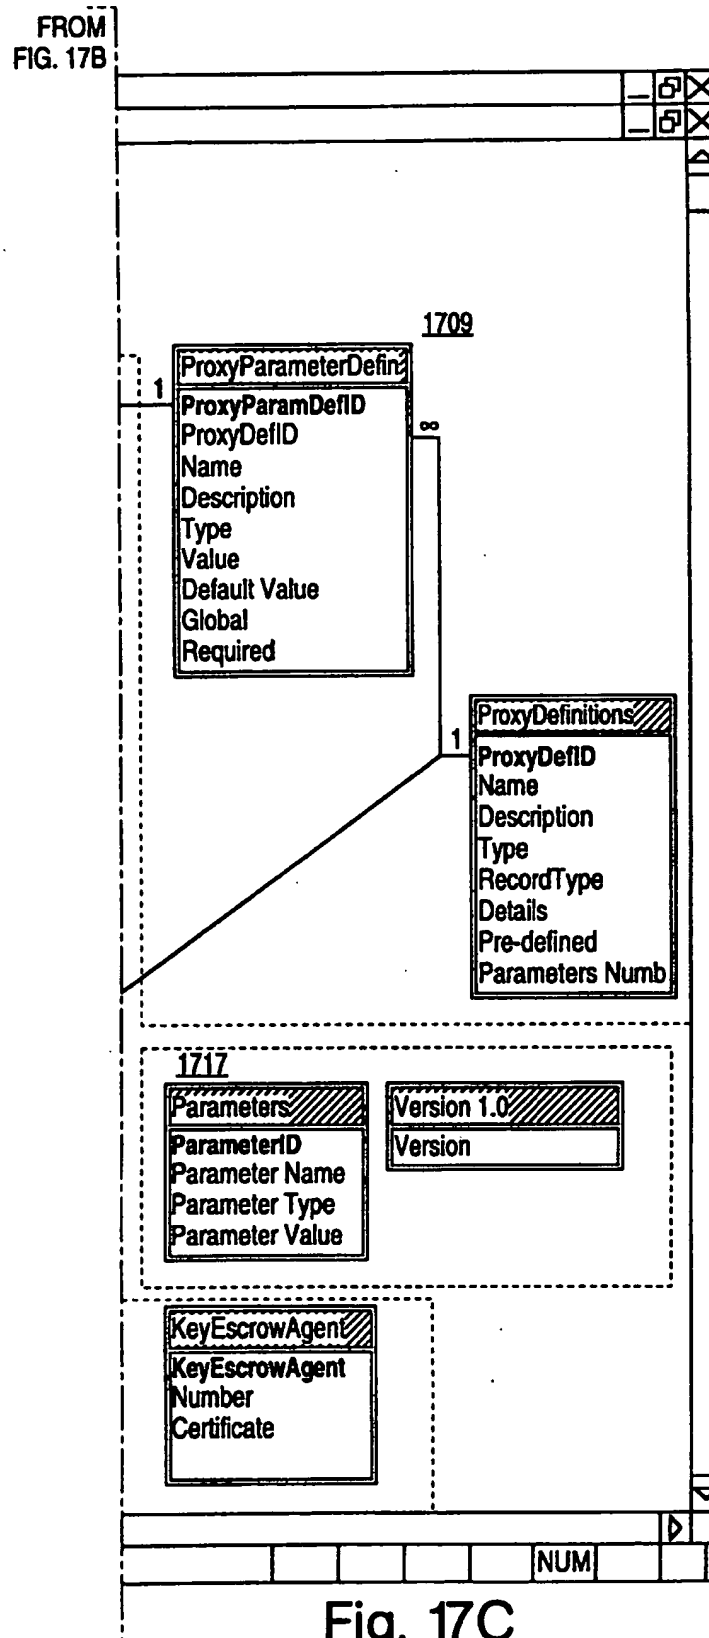 FROM
FIG. 17B
1709
ProxyParameterDefin
1
ProxyParamDefID
∞
ProxyDefID
Name
Description
Type
Value
Default Value
Global
Required
ProxyDefinitions
1
ProxyDefID
Name
Description
Type
RecordType
Details
Pre-defined
Parameters Numb
1717
Parameters
ParameterID
Parameter Name
Parameter Type
Parameter Value
Version 1.0
Version
KeyEscrowAgent
KeyEscrowAgent
Number
Certificate
NUM
Fig. 17C